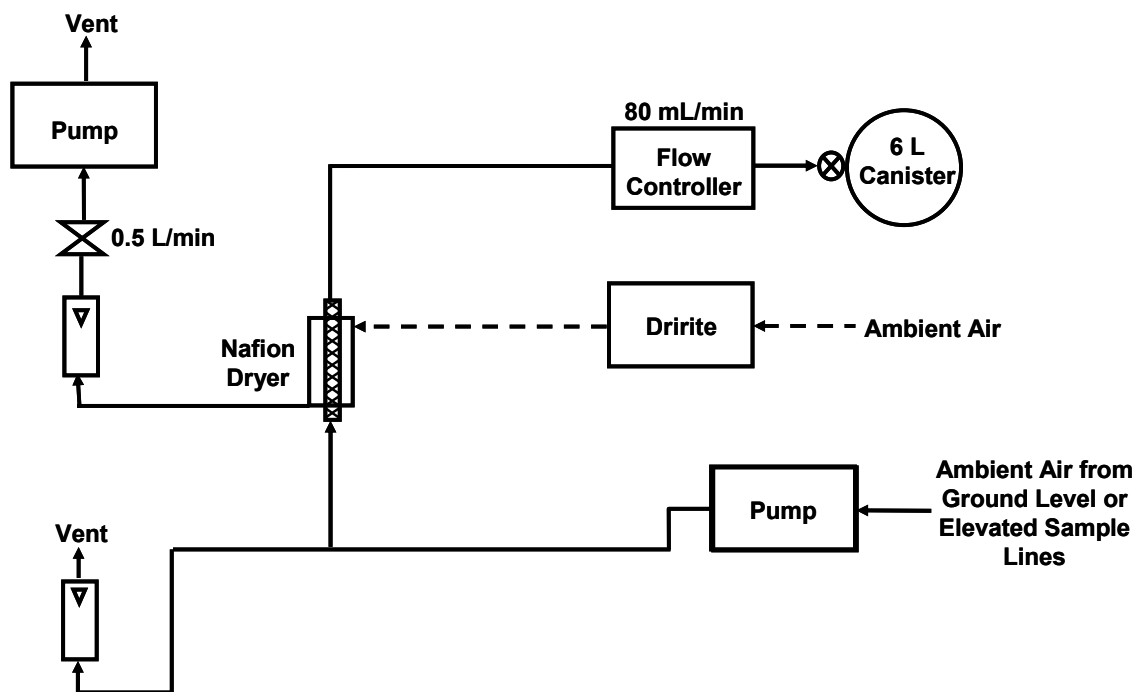 Vent
Pump
0.5 L/min
80 mL/min
Flow
Controller
6 L
Canister
Nafion
Dryer
Dririte
Ambient Air
Vent
Pump
Ambient Air from
Ground Level or
Elevated Sample
Lines